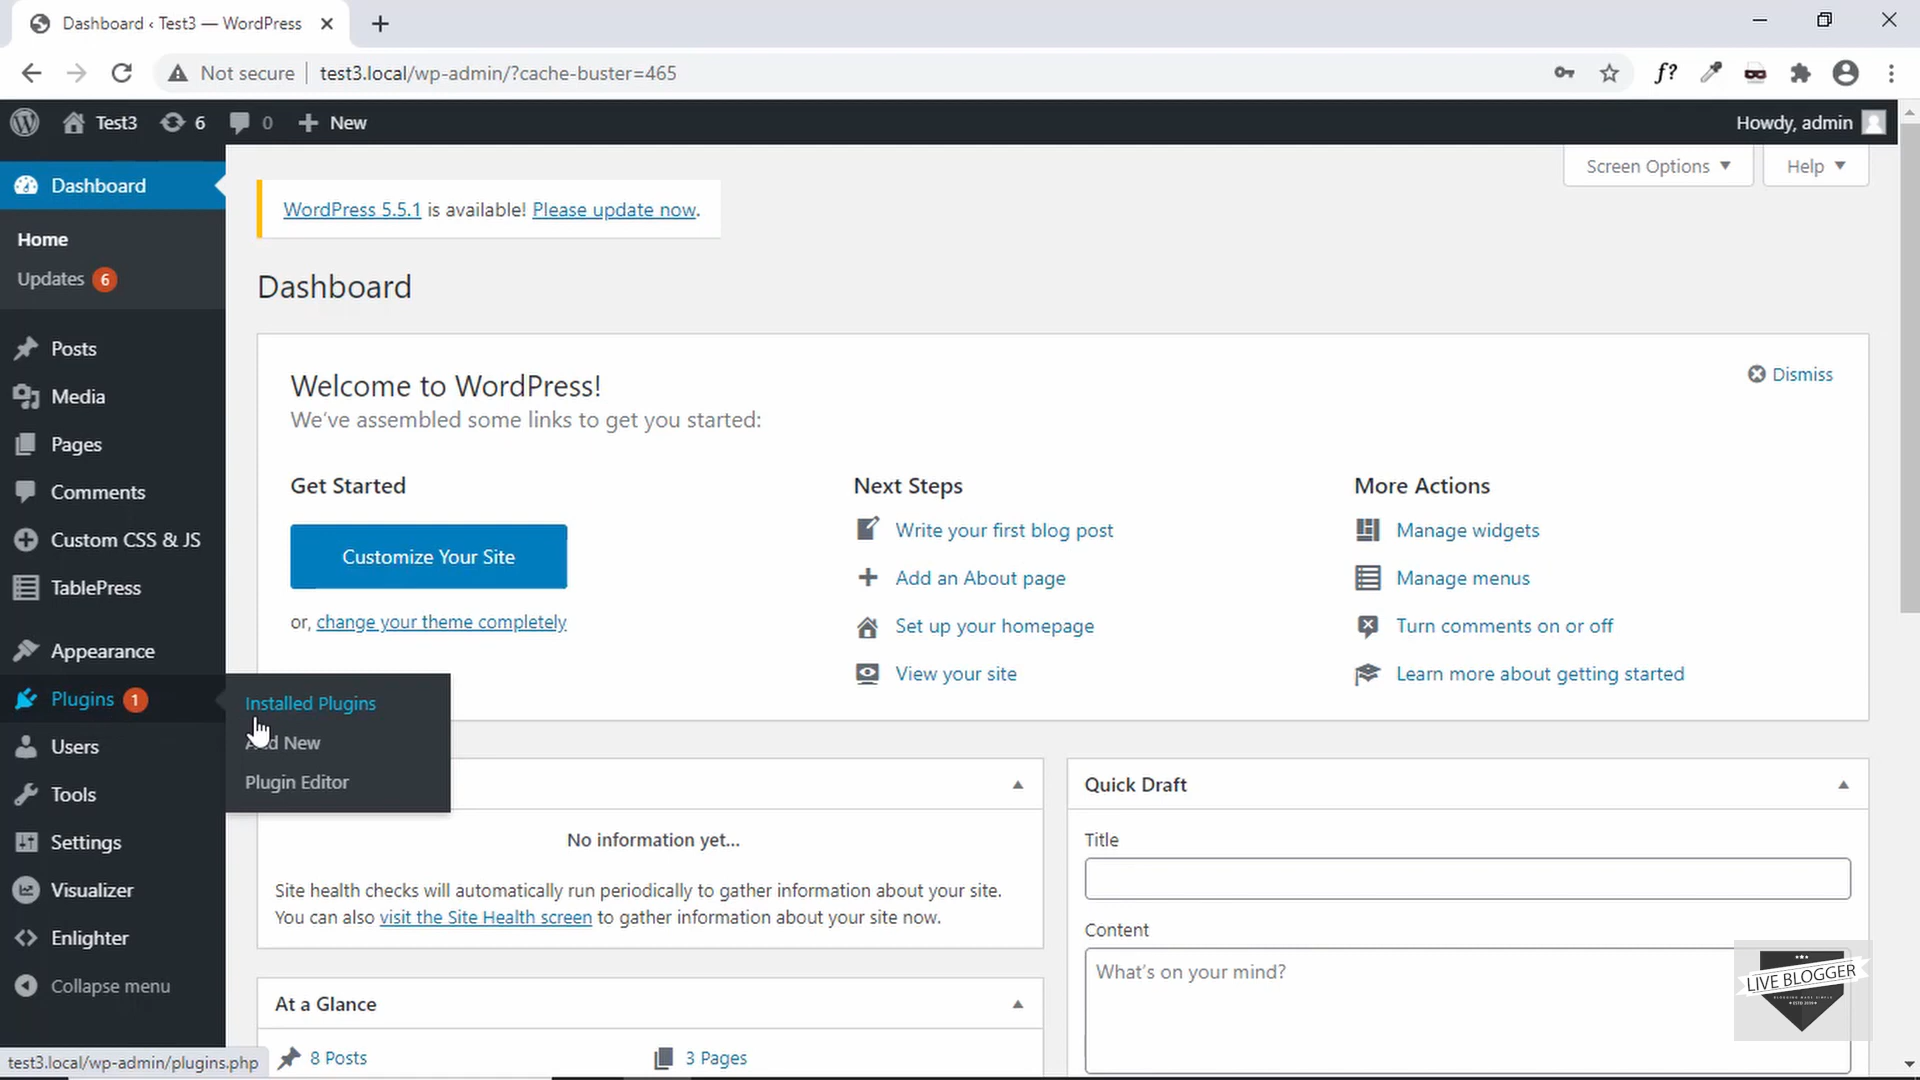 Dashboard ‹ Test3 — WordPress
Not secure
test3.local/wp-admin/?cache-buster=465
f?
Test3
6
0
New
Howdy, admin
Screen Options
Help
Dashboard
Home
Updates 6
Posts
Media
Pages
Comments
Custom CSS & JS
TablePress
Appearance
Plugins 1
Users
Tools
Settings
Visualizer
Enlighter
Collapse menu
Installed Plugins
Add New
Plugin Editor
WordPress 5.5.1 is available! Please update now.
Dashboard
Welcome to WordPress!
We've assembled some links to get you started:
Dismiss
Get Started
Customize Your Site
or, change your theme completely
Next Steps
Write your first blog post
Add an About page
Set up your homepage
View your site
More Actions
Manage widgets
Manage menus
Turn comments on or off
Learn more about getting started
No information yet...
Site health checks will automatically run periodically to gather information about your site.
You can also visit the Site Health screen to gather information about your site now.
At a Glance
8 Posts
3 Pages
Quick Draft
Title
Content
What's on your mind?
LIVE BLOGGER
test3.local/wp-admin/plugins.php